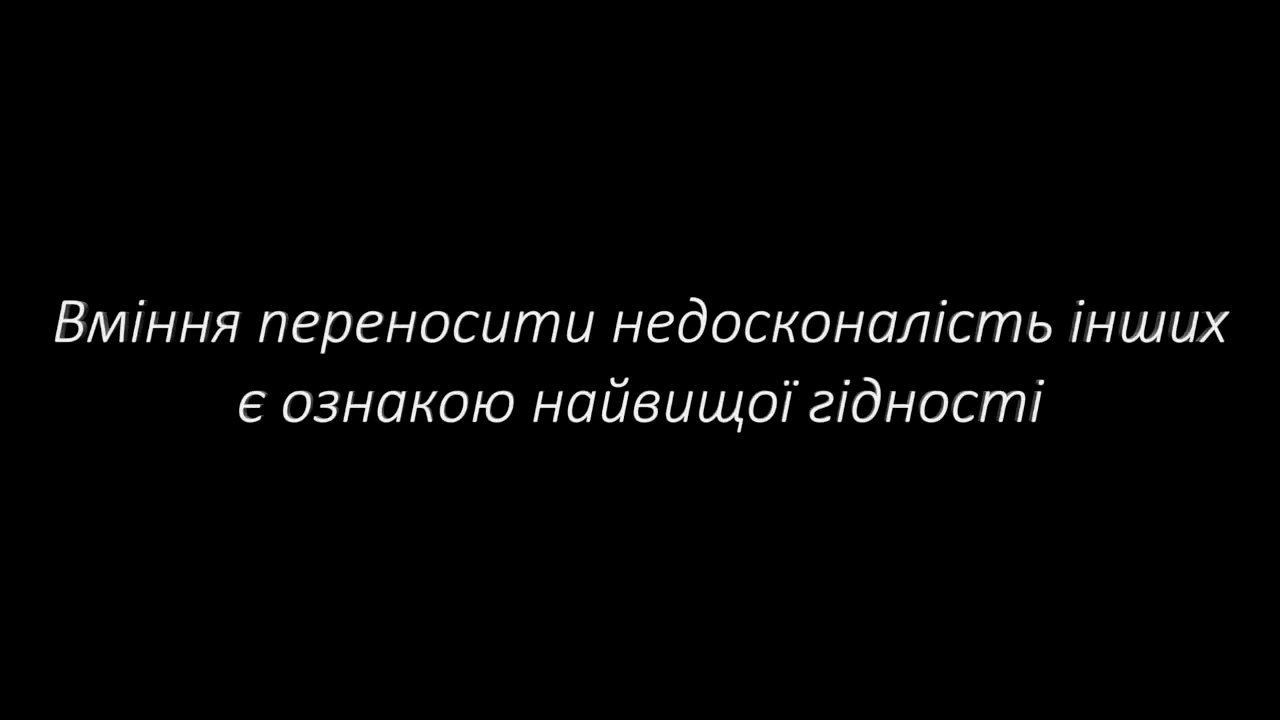 Вміння переносити недосконалість інших
є ознакою найвищої гідності